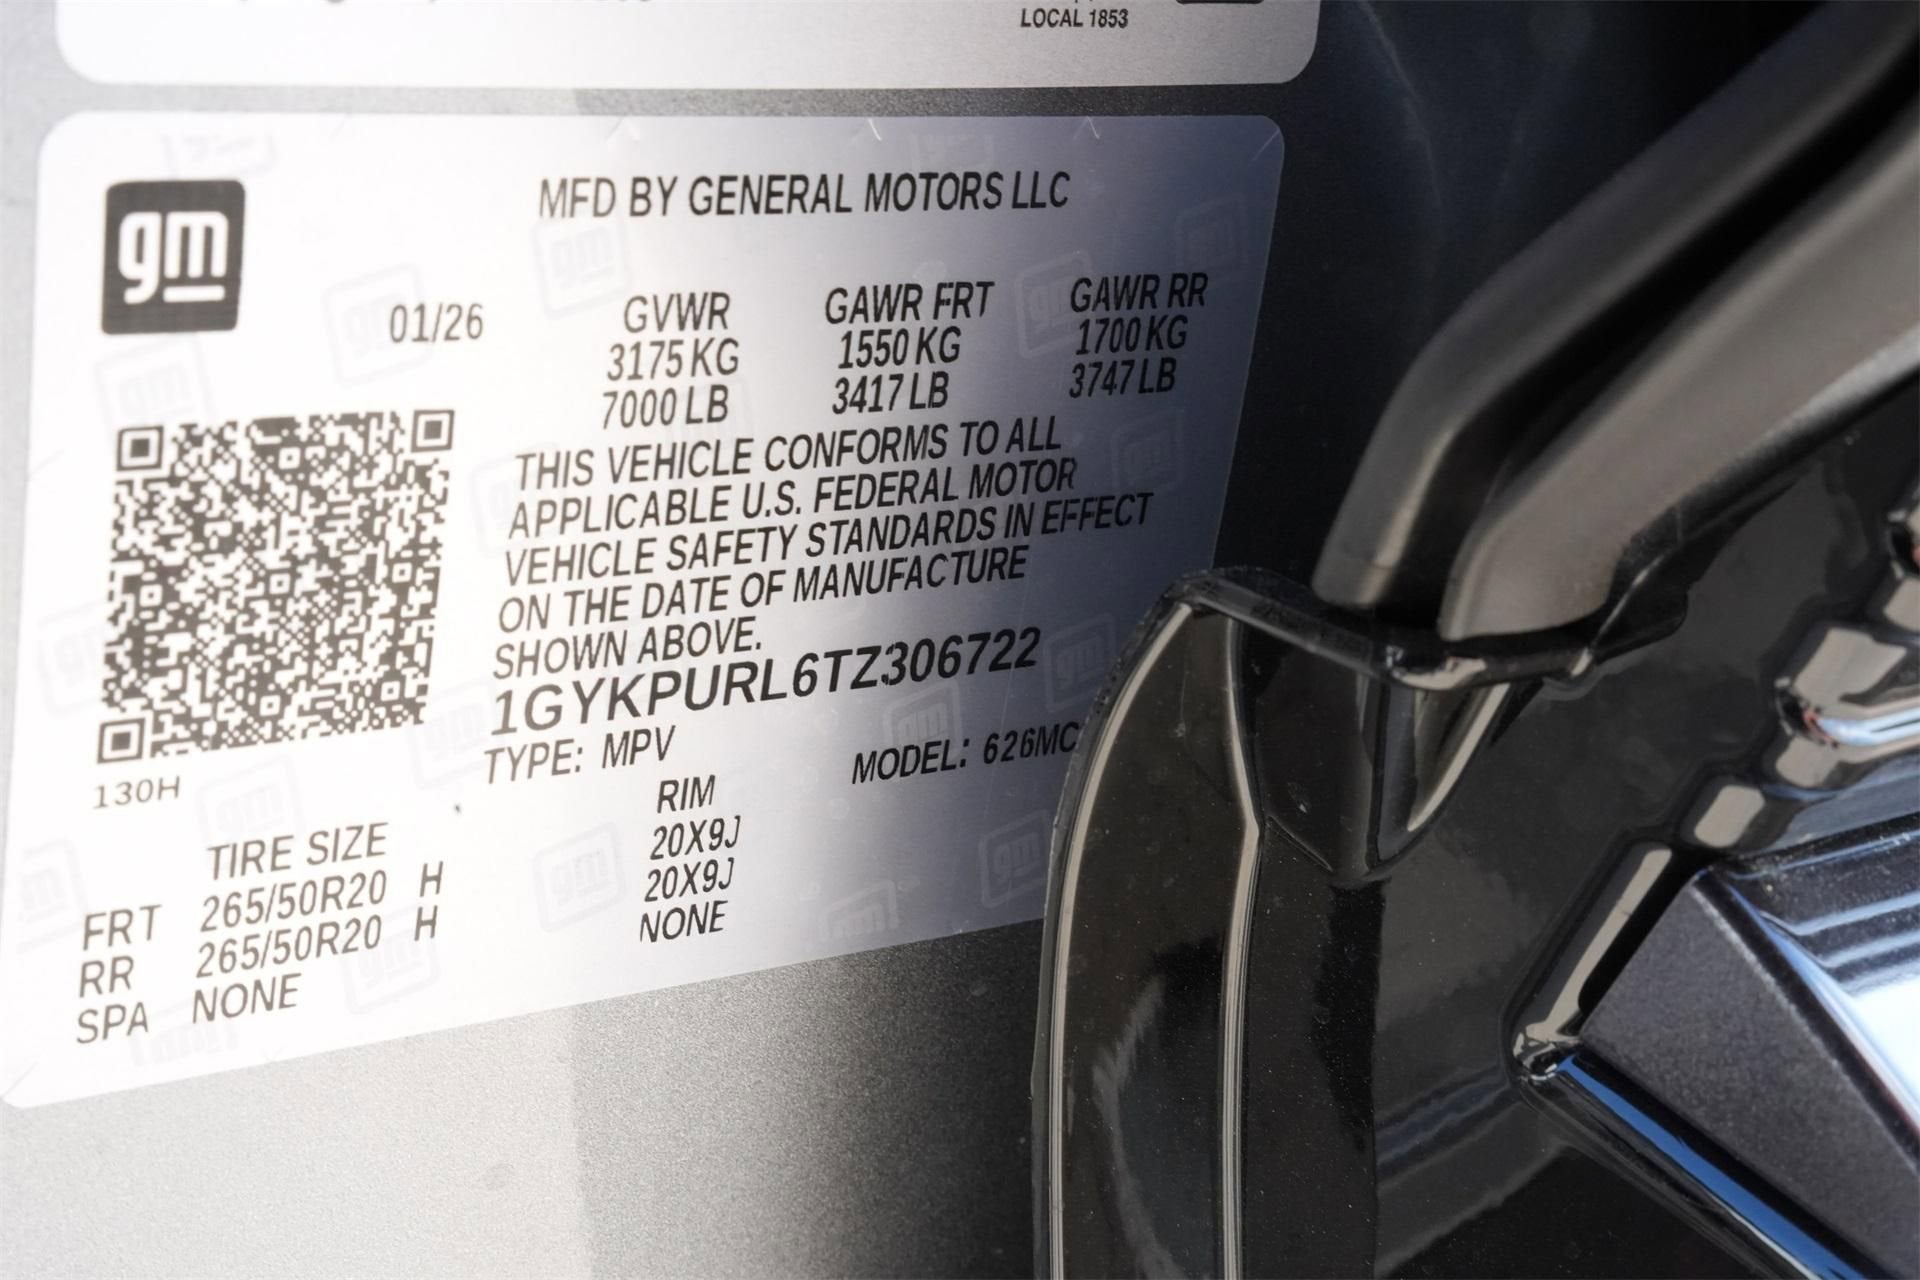 LOCAL 1853
gm
MFD BY GENERAL MOTORS LLC
01/26
GVWR GAWR FRT GAWR RR
3175 KG 1550 KG 1700 KG
7000 LB 3417 LB 3747 LB
THIS VEHICLE CONFORMS TO ALL
APPLICABLE U.S. FEDERAL MOTOR
VEHICLE SAFETY STANDARDS IN EFFECT
ON THE DATE OF MANUFACTURE
SHOWN ABOVE.
1GYKPURL6TZ306722
TYPE: MPV MODEL: 626MC
130H
TIRE SIZE RIM
FRT 265/50R20 H 20X9J
RR 265/50R20 H 20X9J
SPA NONE NONE